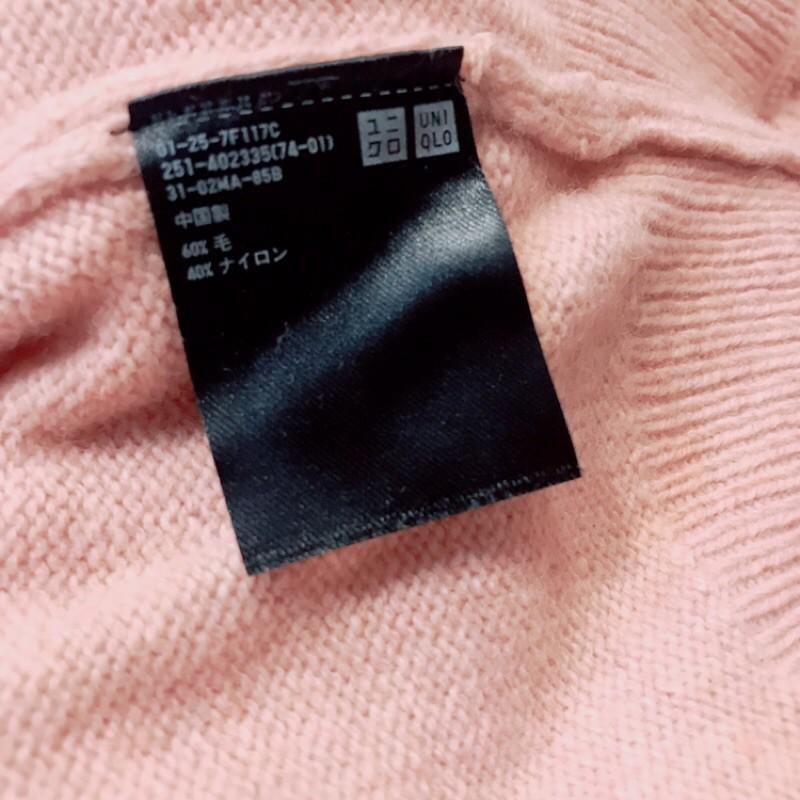 01-25-7F117C
251-402335(74-01)
31-02MA-85B
中国製
60% 毛
40% ナイロン
ユニ
クロ
UNI
QLO